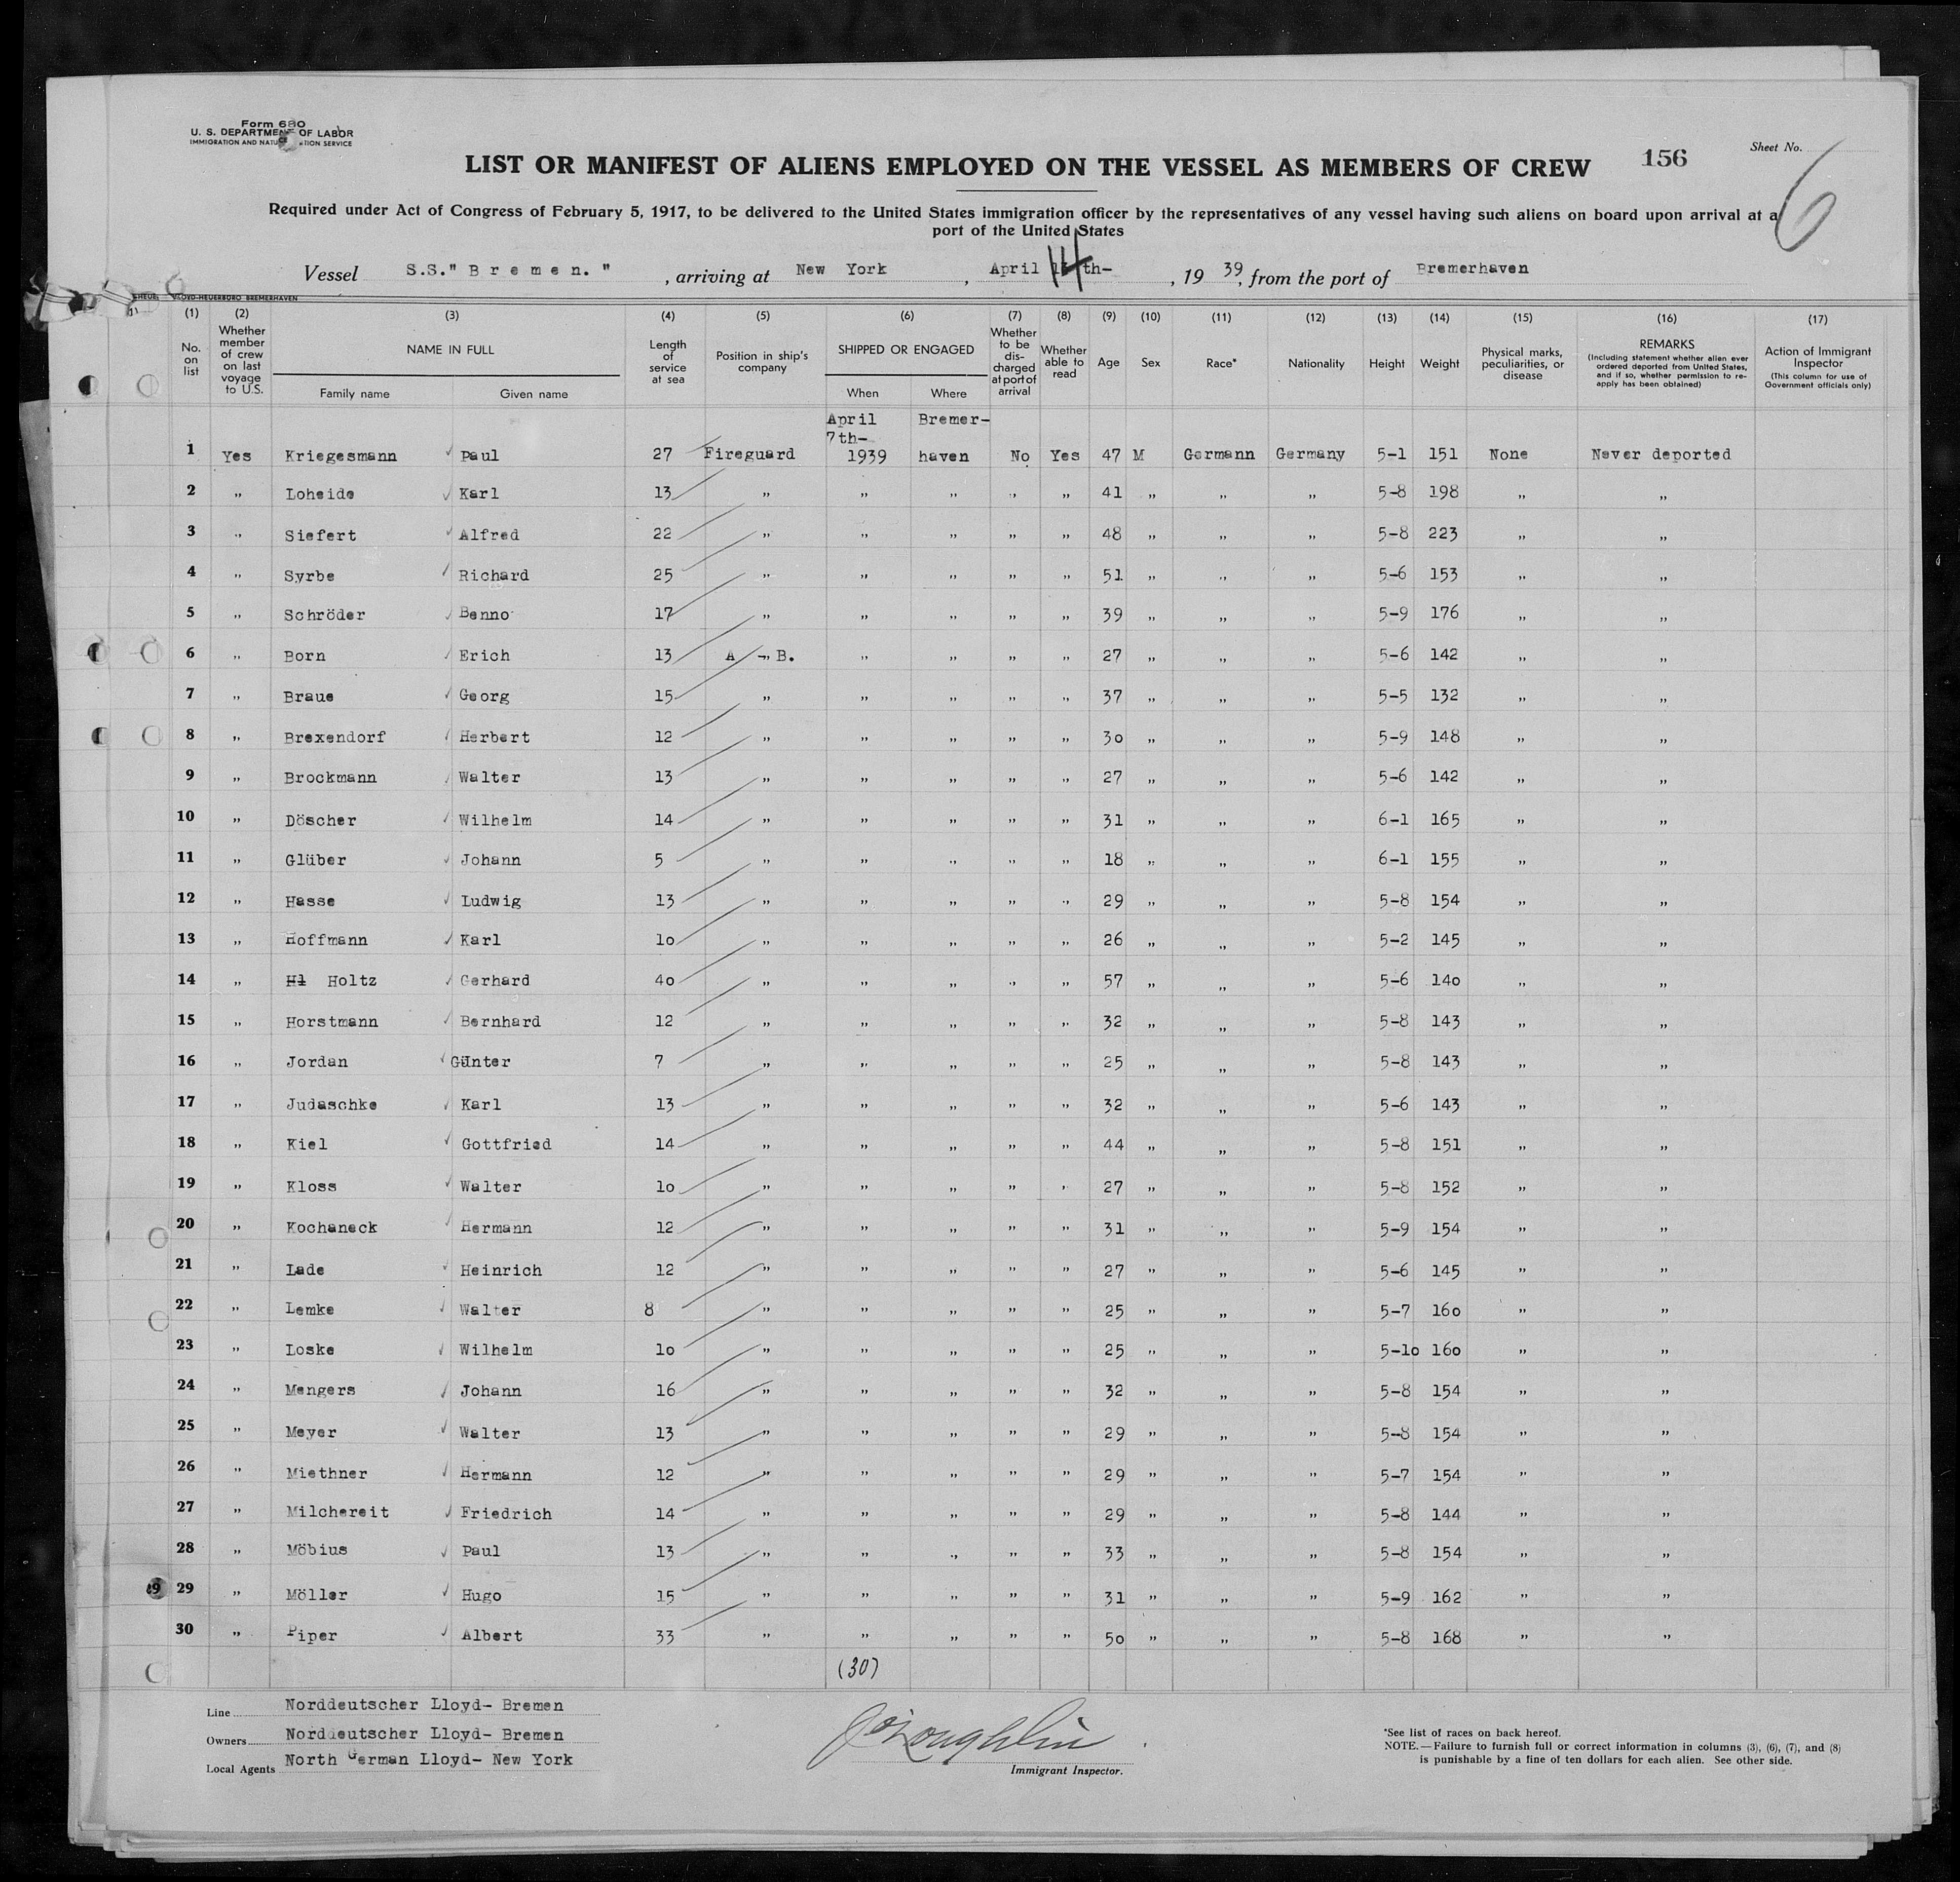 Form 680
U. S. DEPARTMENT OF LABOR
IMMIGRATION AND NATU TION SERVICE
LIST OR MANIFEST OF ALIENS EMPLOYED ON THE VESSEL AS MEMBERS OF CREW 156 Sheet No. 6
Required under Act of Congress of February 5, 1917, to be delivered to the United States immigration officer by the representatives of any vessel having such aliens on board upon arrival at a
port of the United States
Vessel S.S." B r e m e n. " , arriving at New York , April 14 th- , 19 39, from the port of Bremerhaven
LLOYD-HEUERBÜRO BREMERHAVEN
(1) (2) (3) (4) (5) (6) (7) (8) (9) (10) (11) (12) (13) (14) (15) (16) (17)
No. on list Whether member of crew on last voyage to U.S. NAME IN FULL Family name Given name Length of service at sea Position in ship's company SHIPPED OR ENGAGED When Where Whether to be discharged at port of arrival Whether able to read Age Sex Race* Nationality Height Weight Physical marks, peculiarities, or disease REMARKS (Including statement whether alien ever ordered deported from United States, and if so, whether permission to re-apply has been obtained) Action of Immigrant Inspector (This column for use of Government officials only)
April Bremer-
7th-
1 Yes Kriegesmann ✓ Paul 27 Fireguard 1939 haven No Yes 47 M Germann Germany 5-1 151 None Never deported
2 " Loheide ✓ Karl 13 " " " " " 41 " " " 5-8 198 " "
3 " Siefert ✓ Alfred 22 " " " " " 48 " " " 5-8 223 " "
4 " Syrbe ✓ Richard 25 " " " " " 51 " " " 5-6 153 " "
5 " Schröder ✓ Benno 17 " " " " " 39 " " " 5-9 176 " "
6 " Born ✓ Erich 13 A - B. " " " " 27 " " " 5-6 142 " "
7 " Braue ✓ Georg 15 " " " " " 37 " " " 5-5 132 " "
8 " Brexendorf ✓ Herbert 12 " " " " " 30 " " " 5-9 148 " "
9 " Brockmann ✓ Walter 13 " " " " " 27 " " " 5-6 142 " "
10 " Döscher ✓ Wilhelm 14 " " " " " 31 " " " 6-1 165 " "
11 " Glüber ✓ Johann 5 " " " " " 18 " " " 6-1 155 " "
12 " Hasse ✓ Ludwig 13 " " " " " 29 " " " 5-8 154 " "
13 " Hoffmann ✓ Karl 10 " " " " " 26 " " " 5-2 145 " "
14 " Hl Holtz ✓ Gerhard 40 " " " " " 57 " " " 5-6 140 " "
15 " Horstmann ✓ Bernhard 12 " " " " " 32 " " " 5-8 143 " "
16 " Jordan ✓ Günter 7 " " " " " 25 " " " 5-8 143 " "
17 " Judaschke ✓ Karl 13 " " " " " 32 " " " 5-6 143 " "
18 " Kiel ✓ Gottfried 14 " " " " " 44 " " " 5-8 151 " "
19 " Kloss ✓ Walter 10 " " " " " 27 " " " 5-8 152 " "
20 " Kochaneck ✓ Hermann 12 " " " " " 31 " " " 5-9 154 " "
21 " Lade ✓ Heinrich 12 " " " " " 27 " " " 5-6 145 " "
22 " Lemke ✓ Walter 8 " " " " " 25 " " " 5-7 160 " "
23 " Loske ✓ Wilhelm 10 " " " " " 25 " " " 5-10 160 " "
24 " Mengers ✓ Johann 16 " " " " " 32 " " " 5-8 154 " "
25 " Meyer ✓ Walter 13 " " " " " 29 " " " 5-8 154 " "
26 " Miethner ✓ Hermann 12 " " " " " 29 " " " 5-7 154 " "
27 " Milchereit ✓ Friedrich 14 " " " " " 29 " " " 5-8 144 " "
28 " Möbius ✓ Paul 13 " " " " " 33 " " " 5-8 154 " "
29 " Möller ✓ Hugo 15 " " " " " 31 " " " 5-9 162 " "
30 " Piper ✓ Albert 33 " " " " " 50 " " " 5-8 168 " "
(30)
Line Norddeutscher Lloyd- Bremen
Owners Norddeutscher Lloyd- Bremen
Local Agents North German Lloyd- New York
J O'Loughlin
Immigrant Inspector.
*See list of races on back hereof.
NOTE.—Failure to furnish full or correct information in columns (3), (6), (7), and (8)
is punishable by a fine of ten dollars for each alien. See other side.